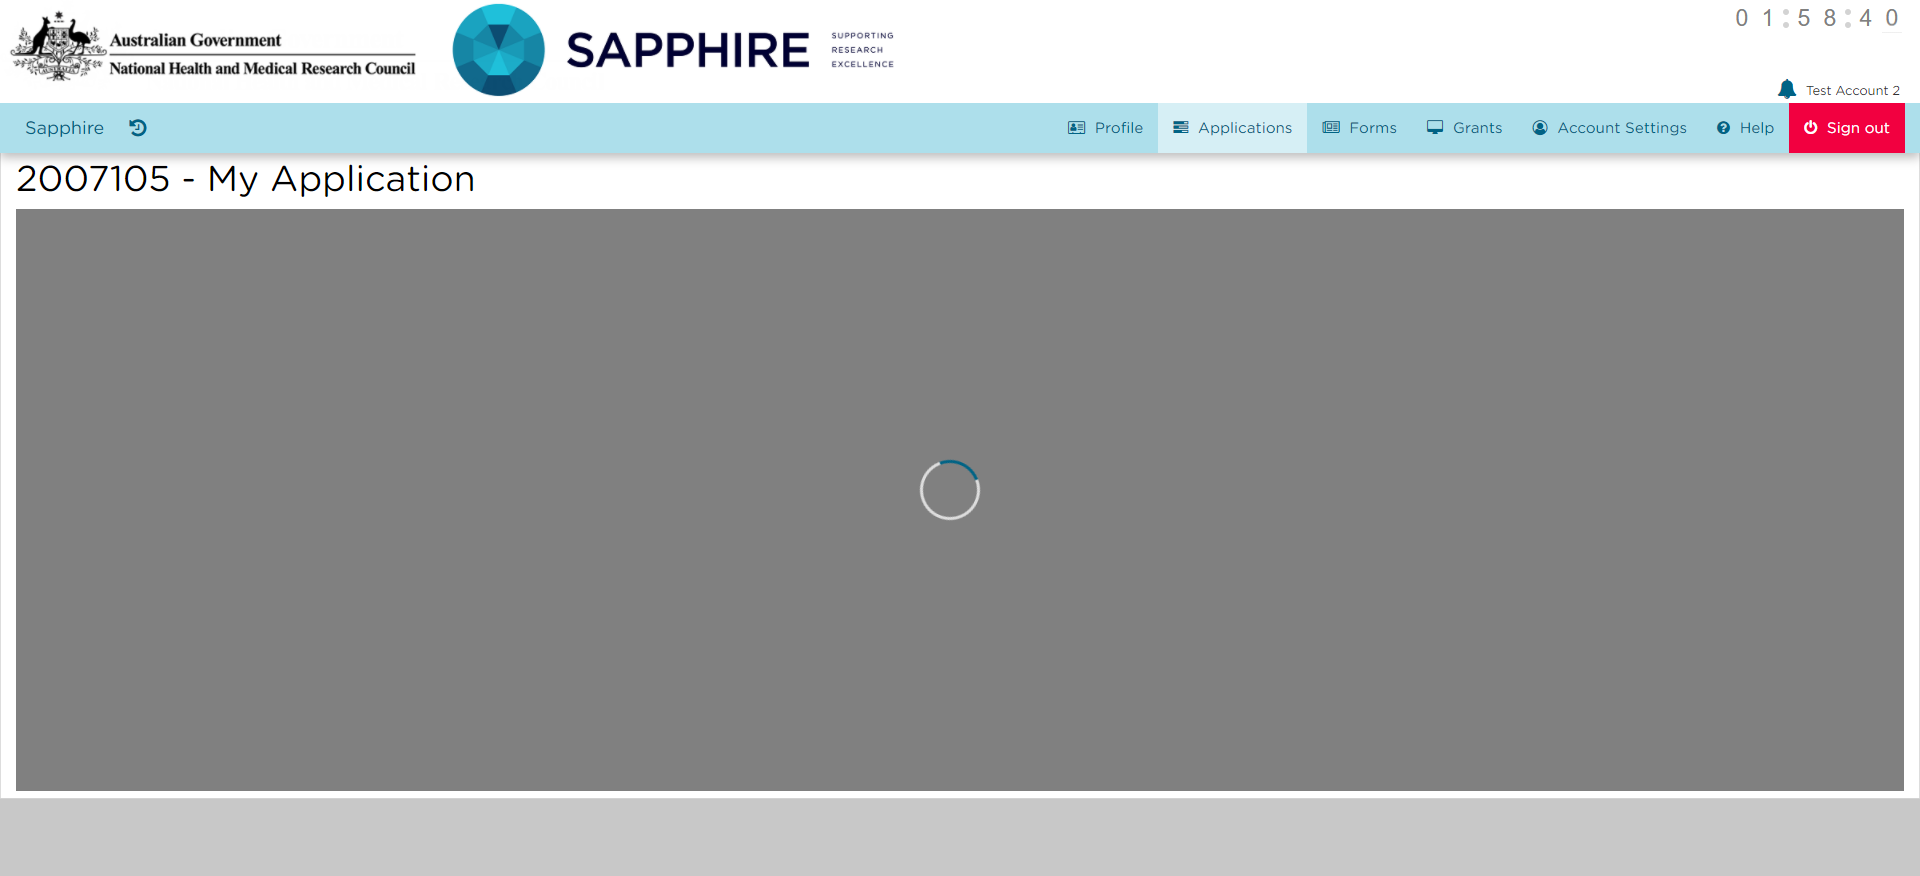 Australian Government
National Health and Medical Research Council
SAPPHIRE
SUPPORTING
RESEARCH
EXCELLENCE
01:58:40
Test Account 2
Sapphire
Profile
Applications
Forms
Grants
Account Settings
Help
Sign out
2007105 - My Application